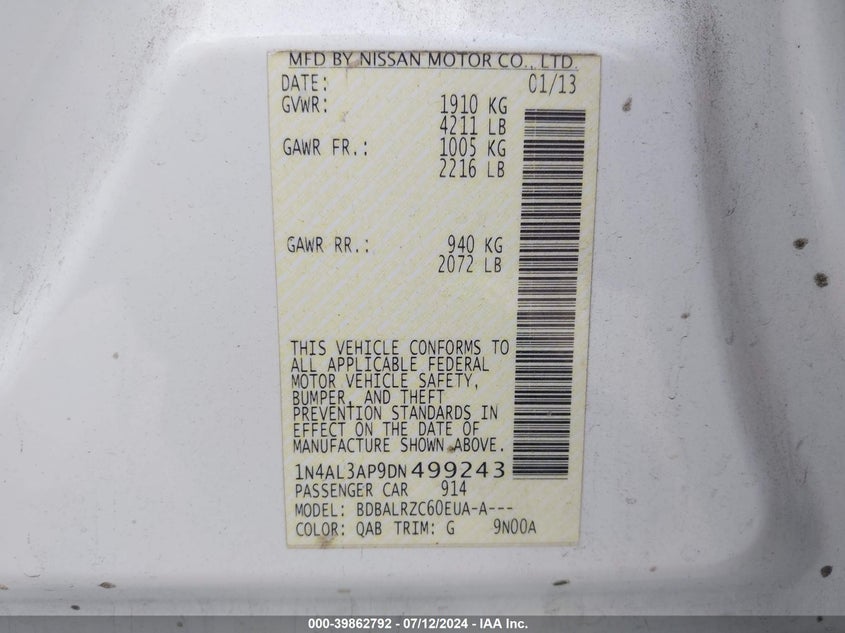 MFD BY NISSAN MOTOR CO., LTD.
DATE: 01/13
GVWR: 1910 KG
4211 LB
GAWR FR.: 1005 KG
2216 LB
GAWR RR.: 940 KG
2072 LB
THIS VEHICLE CONFORMS TO
ALL APPLICABLE FEDERAL
MOTOR VEHICLE SAFETY,
BUMPER, AND THEFT
PREVENTION STANDARDS IN
EFFECT ON THE DATE OF
MANUFACTURE SHOWN ABOVE.
1N4AL3AP9DN499243
PASSENGER CAR 914
MODEL: BDBALRZC60EUA-A---
COLOR: QAB TRIM: G 9N00A
000-39862792 - 07/12/2024 - IAA Inc.